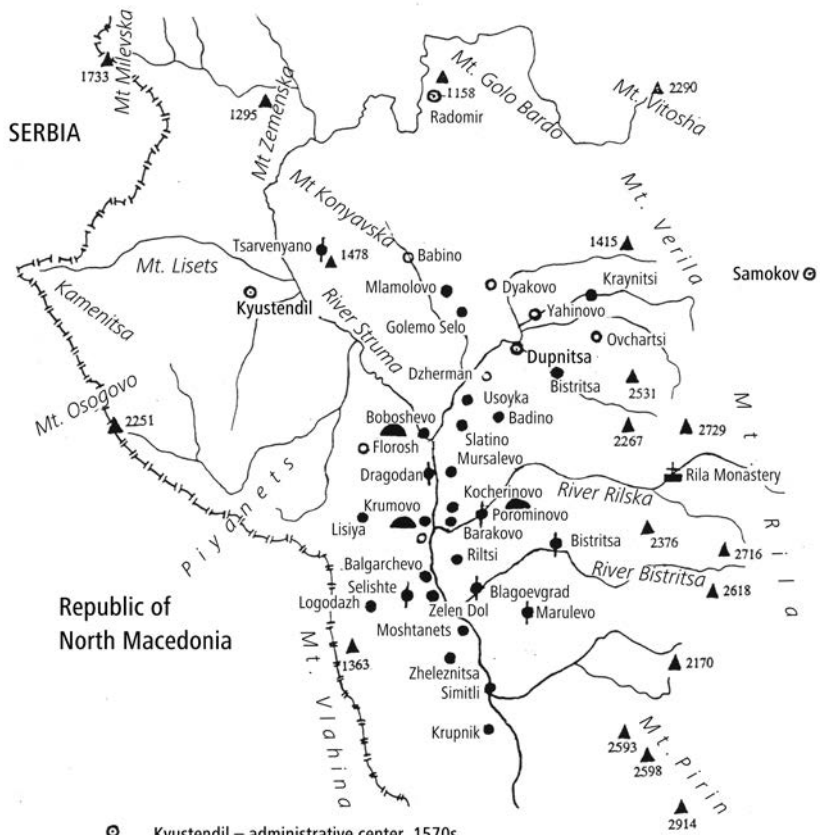 1733
Mt Milevska
1295
Mt Zemenska
SERBIA
1158
Radomir
Mt. Golo Bardo
2290
Mt. Vitosha
Mt Konyavska
Tsarvenyano
1478
Babino
Mt. Verila
1415
Samokov
Mt. Lisets
Kyustendil
Kamenitsa
River Struma
Mlamolovo
Golemo Selo
Dyakovo
Kraynitsi
Yahinovo
Ovchartsi
Dupnitsa
Dzherman
Bistritsa
2531
Mt. Osogovo
2251
Usoyka
Badino
Boboshevo
Slatino
2267
2729
Florosh
Mursalevo
Dragodan
Rila Monastery
Mt. Rila
Piyanets
Kocherinovo
River Rilska
Krumovo
Porominovo
Lisiya
Barakovo
2376
Bistritsa
2716
Riltsi
River Bistritsa
Balgarchevo
2618
Selishte
Blagoevgrad
Logodazh
Zelen Dol
Marulevo
Republic of
North Macedonia
Moshtanets
1363
Mt. Vlahina
2170
Zheleznitsa
Simitli
Krupnik
2593
2598
Mt. Pirin
2914
Kyustendil – administrative center, 1570s